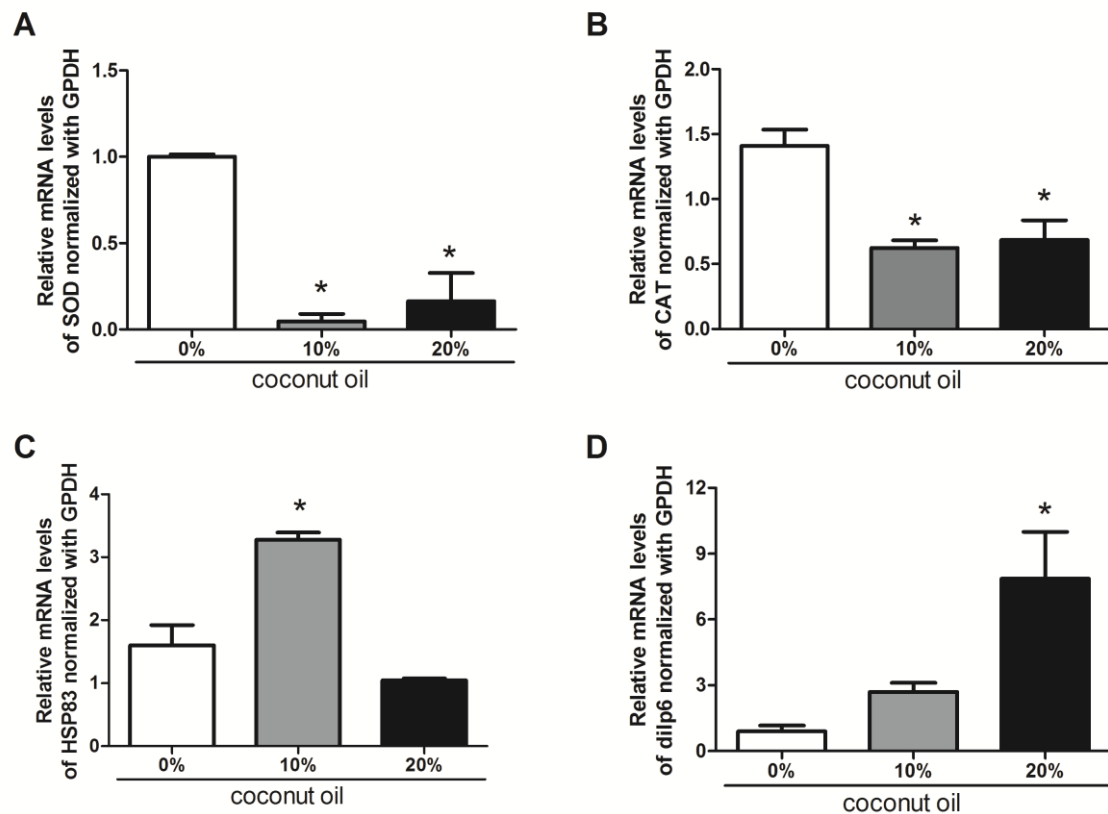 A
Relative mRNA levels
of SOD normalized with GPDH
1.5
1.0
0.5
0.0
*
*
0% 10% 20%
coconut oil
B
Relative mRNA levels
of CAT normalized with GPDH
2.0
1.5
1.0
0.5
0.0
*
*
0% 10% 20%
coconut oil
C
Relative mRNA levels
of HSP83 normalized with GPDH
4
3
2
1
0
*
0% 10% 20%
coconut oil
D
Relative mRNA levels
of dilp6 normalized with GPDH
12
9
6
3
0
*
0% 10% 20%
coconut oil